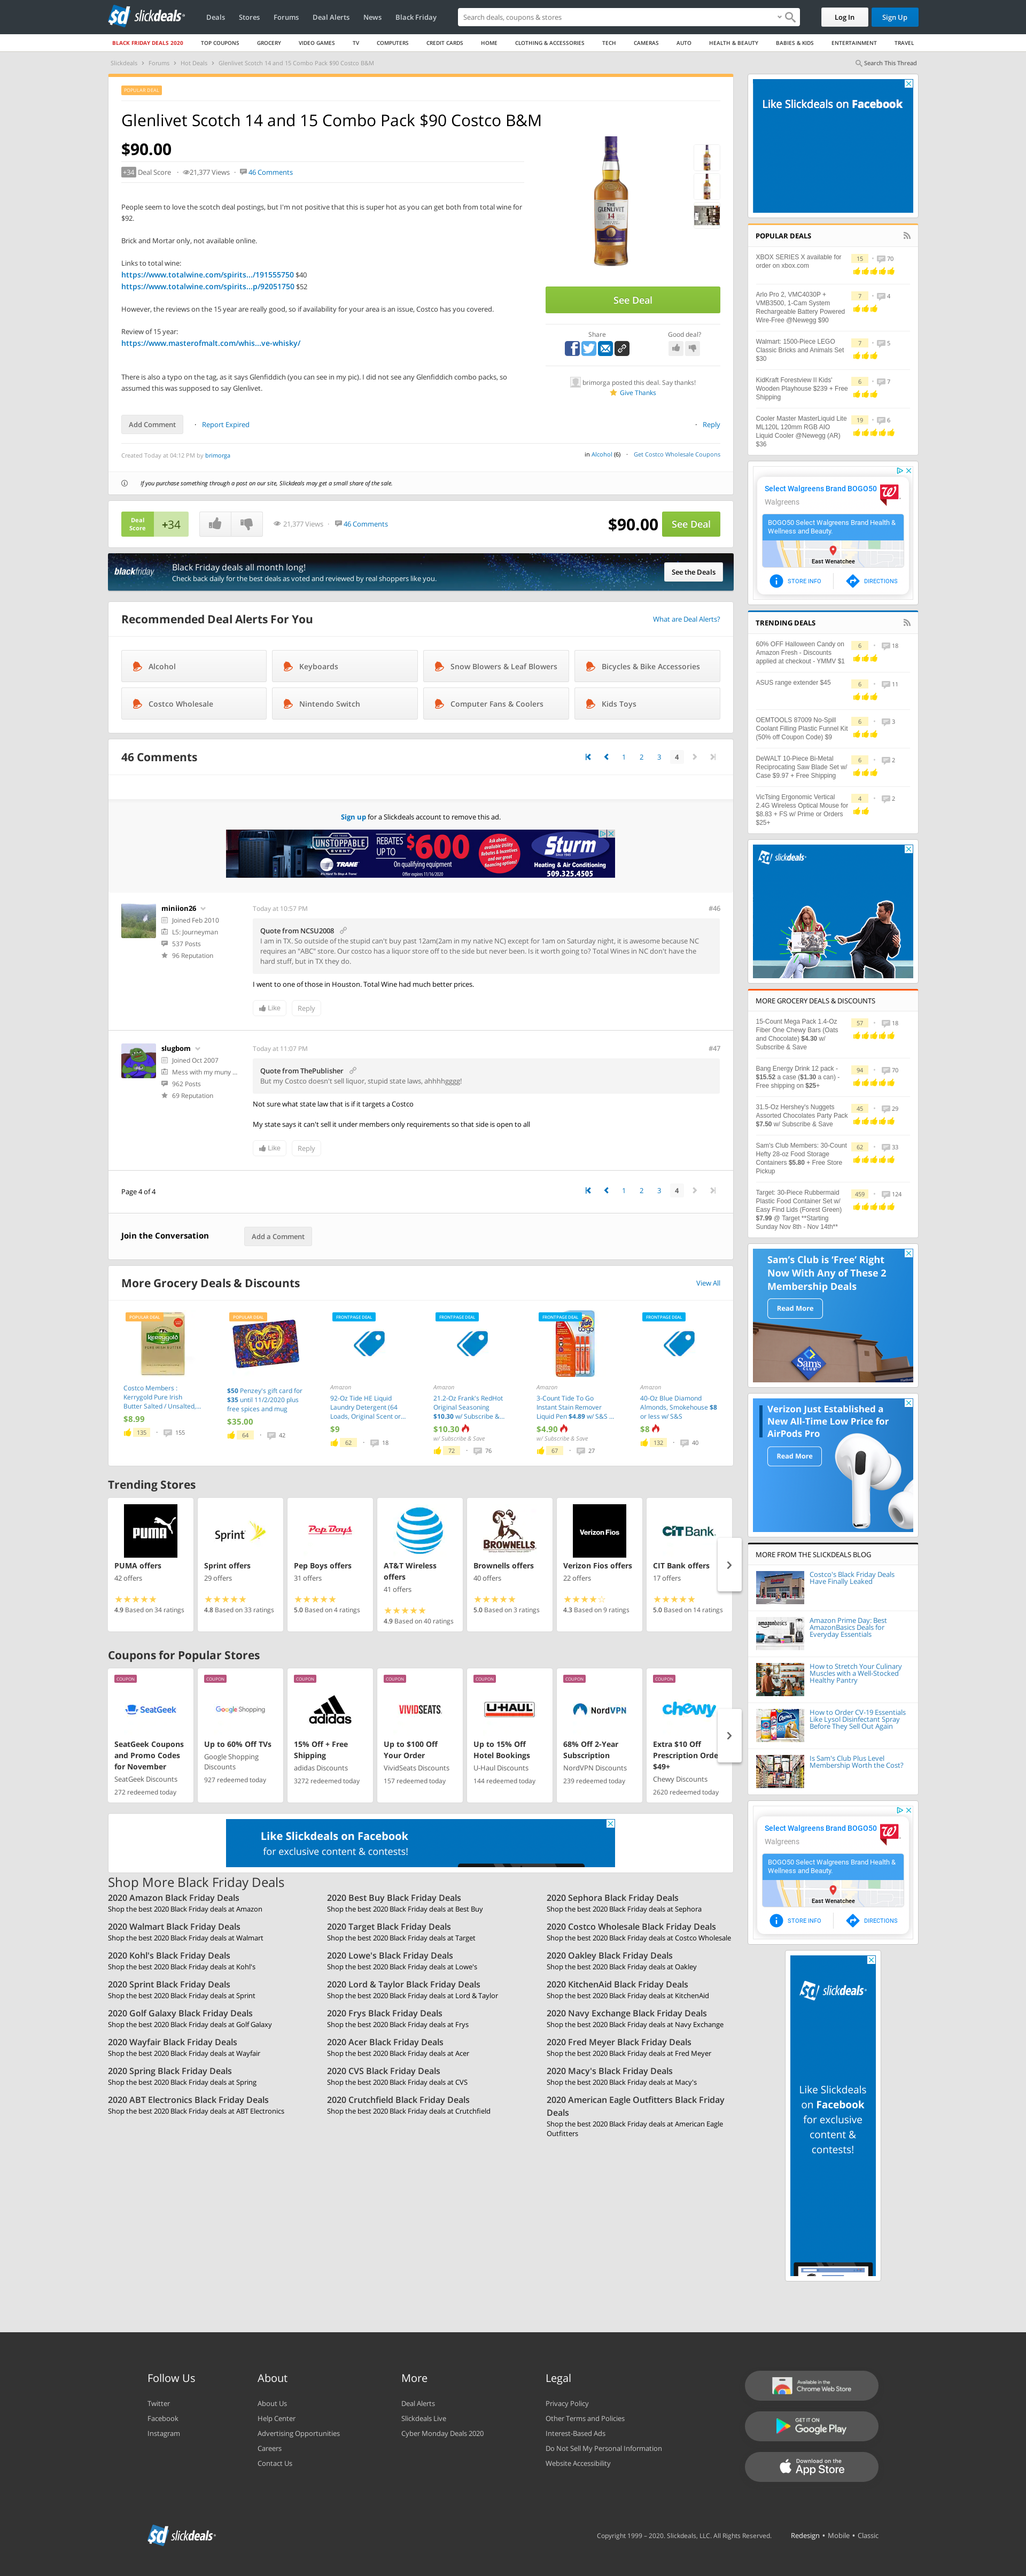 slickdeals
Deals
Stores
Forums
Deal Alerts
News
Black Friday
Search deals, coupons & stores
Log In
Sign Up
BLACK FRIDAY DEALS 2020
TOP COUPONS
GROCERY
VIDEO GAMES
TV
COMPUTERS
CREDIT CARDS
HOME
CLOTHING & ACCESSORIES
TECH
CAMERAS
AUTO
HEALTH & BEAUTY
BABIES & KIDS
ENTERTAINMENT
TRAVEL
Slickdeals › Forums › Hot Deals › Glenlivet Scotch 14 and 15 Combo Pack $90 Costco B&M
Search This Thread
POPULAR DEAL
Glenlivet Scotch 14 and 15 Combo Pack $90 Costco B&M
$90.00
+34 Deal Score · 21,377 Views · 46 Comments
People seem to love the scotch deal postings, but I'm not positive that this is super hot as you can get both from total wine for
$92.
Brick and Mortar only, not available online.
Links to total wine:
https://www.totalwine.com/spirits.../191555750 $40
https://www.totalwine.com/spirits...p/92051750 $52
However, the reviews on the 15 year are really good, so if availability for your area is an issue, Costco has you covered.
Review of 15 year:
https://www.masterofmalt.com/whis...ve-whisky/
There is also a typo on the tag, as it says Glenfiddich (you can see in my pic). I did not see any Glenfiddich combo packs, so
assumed this was supposed to say Glenlivet.
THE
GLENLIVET
14
See Deal
Share
Good deal?
brimorga posted this deal. Say thanks!
Give Thanks
Add Comment
· Report Expired
· Reply
Created Today at 04:12 PM by brimorga
in Alcohol (6) · Get Costco Wholesale Coupons
If you purchase something through a post on our site, Slickdeals may get a small share of the sale.
Deal
Score
+34
21,377 Views · 46 Comments
$90.00
See Deal
blackfriday
Black Friday deals all month long!
Check back daily for the best deals as voted and reviewed by real shoppers like you.
See the Deals
Recommended Deal Alerts For You
What are Deal Alerts?
Alcohol
Keyboards
Snow Blowers & Leaf Blowers
Bicycles & Bike Accessories
Costco Wholesale
Nintendo Switch
Computer Fans & Coolers
Kids Toys
46 Comments
1 2 3 4
Sign up for a Slickdeals account to remove this ad.
UNSTOPPABLE
SAVINGS EVENT
TRANE
REBATES
UP TO
$600
On qualifying equipment
Offer expires 11/16/2020
Sturm
Heating & Air Conditioning
509.325.4505
miniion26
Joined Feb 2010
L5: Journeyman
537 Posts
96 Reputation
Today at 10:57 PM
#46
Quote from NCSU2008
I am in TX. So outside of the stupid can't buy past 12am(2am in my native NC) except for 1am on Saturday night, it is awesome because NC
requires an "ABC" store. Our costco has a liquor store off to the side but never been. Is it worth going to? Total Wines in NC don't have the
hard stuff, but in TX they do.
I went to one of those in Houston. Total Wine had much better prices.
Like
Reply
slugbom
Joined Oct 2007
Mess with my muny ...
962 Posts
69 Reputation
Today at 11:07 PM
#47
Quote from ThePublisher
But my Costco doesn't sell liquor, stupid state laws, ahhhhgggg!
Not sure what state law that is if it targets a Costco
My state says it can't sell it under members only requirements so that side is open to all
Like
Reply
Page 4 of 4
1 2 3 4
Join the Conversation
Add a Comment
More Grocery Deals & Discounts
View All
POPULAR DEAL
Kerrygold
Costco Members :
Kerrygold Pure Irish
Butter Salted / Unsalted,...
$8.99
135 · 155
POPULAR DEAL
LOVE
$50 Penzey's gift card for
$35 until 11/2/2020 plus
free spices and mug
$35.00
64 · 42
FRONTPAGE DEAL
Amazon
92-Oz Tide HE Liquid
Laundry Detergent (64
Loads, Original Scent or...
$9
62 · 18
FRONTPAGE DEAL
Amazon
21.2-Oz Frank's RedHot
Original Seasoning
$10.30 w/ Subscribe &...
$10.30
w/ Subscribe & Save
72 · 76
FRONTPAGE DEAL
Amazon
3-Count Tide To Go
Instant Stain Remover
Liquid Pen $4.89 w/ S&S ...
$4.90
w/ Subscribe & Save
67 · 27
FRONTPAGE DEAL
Amazon
40-Oz Blue Diamond
Almonds, Smokehouse $8
or less w/ S&S
$8
132 · 40
Trending Stores
PUMA
PUMA offers
42 offers
4.9 Based on 34 ratings
Sprint
Sprint offers
29 offers
4.8 Based on 33 ratings
Pep Boys
Pep Boys offers
31 offers
5.0 Based on 4 ratings
AT&T Wireless
offers
41 offers
4.9 Based on 40 ratings
BROWNELLS
Brownells offers
40 offers
5.0 Based on 3 ratings
Verizon Fios
Verizon Fios offers
22 offers
4.3 Based on 9 ratings
CIT Bank
CIT Bank offers
17 offers
5.0 Based on 14 ratings
Coupons for Popular Stores
COUPON
SeatGeek
SeatGeek Coupons
and Promo Codes
for November
SeatGeek Discounts
272 redeemed today
COUPON
Google Shopping
Up to 60% Off TVs
Google Shopping
Discounts
927 redeemed today
COUPON
adidas
15% Off + Free
Shipping
adidas Discounts
3272 redeemed today
COUPON
VIVIDSEATS
Up to $100 Off
Your Order
VividSeats Discounts
157 redeemed today
COUPON
U-HAUL
Up to 15% Off
Hotel Bookings
U-Haul Discounts
144 redeemed today
COUPON
NordVPN
68% Off 2-Year
Subscription
NordVPN Discounts
239 redeemed today
COUPON
chewy
Extra $10 Off
Prescription Orde
$49+
Chewy Discounts
2620 redeemed today
Like Slickdeals on Facebook
for exclusive content & contests!
Shop More Black Friday Deals
2020 Amazon Black Friday Deals
Shop the best 2020 Black Friday deals at Amazon
2020 Best Buy Black Friday Deals
Shop the best 2020 Black Friday deals at Best Buy
2020 Sephora Black Friday Deals
Shop the best 2020 Black Friday deals at Sephora
2020 Walmart Black Friday Deals
Shop the best 2020 Black Friday deals at Walmart
2020 Target Black Friday Deals
Shop the best 2020 Black Friday deals at Target
2020 Costco Wholesale Black Friday Deals
Shop the best 2020 Black Friday deals at Costco Wholesale
2020 Kohl's Black Friday Deals
Shop the best 2020 Black Friday deals at Kohl's
2020 Lowe's Black Friday Deals
Shop the best 2020 Black Friday deals at Lowe's
2020 Oakley Black Friday Deals
Shop the best 2020 Black Friday deals at Oakley
2020 Sprint Black Friday Deals
Shop the best 2020 Black Friday deals at Sprint
2020 Lord & Taylor Black Friday Deals
Shop the best 2020 Black Friday deals at Lord & Taylor
2020 KitchenAid Black Friday Deals
Shop the best 2020 Black Friday deals at KitchenAid
2020 Golf Galaxy Black Friday Deals
Shop the best 2020 Black Friday deals at Golf Galaxy
2020 Frys Black Friday Deals
Shop the best 2020 Black Friday deals at Frys
2020 Navy Exchange Black Friday Deals
Shop the best 2020 Black Friday deals at Navy Exchange
2020 Wayfair Black Friday Deals
Shop the best 2020 Black Friday deals at Wayfair
2020 Acer Black Friday Deals
Shop the best 2020 Black Friday deals at Acer
2020 Fred Meyer Black Friday Deals
Shop the best 2020 Black Friday deals at Fred Meyer
2020 Spring Black Friday Deals
Shop the best 2020 Black Friday deals at Spring
2020 CVS Black Friday Deals
Shop the best 2020 Black Friday deals at CVS
2020 Macy's Black Friday Deals
Shop the best 2020 Black Friday deals at Macy's
2020 ABT Electronics Black Friday Deals
Shop the best 2020 Black Friday deals at ABT Electronics
2020 Crutchfield Black Friday Deals
Shop the best 2020 Black Friday deals at Crutchfield
2020 American Eagle Outfitters Black Friday
Deals
Shop the best 2020 Black Friday deals at American Eagle
Outfitters
Like Slickdeals on Facebook
POPULAR DEALS
XBOX SERIES X available for
order on xbox.com
15 · 70
Arlo Pro 2, VMC4030P +
VMB3500, 1-Cam System
Rechargeable Battery Powered
Wire-Free @Newegg $90
7 · 4
Walmart: 1500-Piece LEGO
Classic Bricks and Animals Set
$30
7 · 5
KidKraft Forestview II Kids'
Wooden Playhouse $239 + Free
Shipping
6 · 7
Cooler Master MasterLiquid Lite
ML120L 120mm RGB AIO
Liquid Cooler @Newegg (AR)
$36
19 · 6
Select Walgreens Brand BOGO50
Walgreens
BOGO50 Select Walgreens Brand Health &
Wellness and Beauty.
East Wenatchee
STORE INFO
DIRECTIONS
TRENDING DEALS
60% OFF Halloween Candy on
Amazon Fresh - Discounts
applied at checkout - YMMV $1
6 · 18
ASUS range extender $45
6 · 11
OEMTOOLS 87009 No-Spill
Coolant Filling Plastic Funnel Kit
(50% off Coupon Code) $9
6 · 3
DeWALT 10-Piece Bi-Metal
Reciprocating Saw Blade Set w/
Case $9.97 + Free Shipping
6 · 2
VicTsing Ergonomic Vertical
2.4G Wireless Optical Mouse for
$8.83 + FS w/ Prime or Orders
$25+
4 · 2
slickdeals
MORE GROCERY DEALS & DISCOUNTS
15-Count Mega Pack 1.4-Oz
Fiber One Chewy Bars (Oats
and Chocolate) $4.30 w/
Subscribe & Save
57 · 18
Bang Energy Drink 12 pack -
$15.52 a case ($1.30 a can) -
Free shipping on $25+
94 · 70
31.5-Oz Hershey's Nuggets
Assorted Chocolates Party Pack
$7.50 w/ Subscribe & Save
45 · 29
Sam's Club Members: 30-Count
Hefty 28-oz Food Storage
Containers $5.80 + Free Store
Pickup
62 · 33
Target: 30-Piece Rubbermaid
Plastic Food Container Set w/
Easy Find Lids (Forest Green)
$7.99 @ Target **Starting
Sunday Nov 8th - Nov 14th**
459 · 124
Sam's Club is 'Free' Right
Now With Any of These 2
Membership Deals
Read More
Sam's
Verizon Just Established a
New All-Time Low Price for
AirPods Pro
Read More
MORE FROM THE SLICKDEALS BLOG
Costco's Black Friday Deals
Have Finally Leaked
amazonbasics
Amazon Prime Day: Best
AmazonBasics Deals for
Everyday Essentials
How to Stretch Your Culinary
Muscles with a Well-Stocked
Healthy Pantry
How to Order CV-19 Essentials
Like Lysol Disinfectant Spray
Before They Sell Out Again
Is Sam's Club Plus Level
Membership Worth the Cost?
Select Walgreens Brand BOGO50
Walgreens
BOGO50 Select Walgreens Brand Health &
Wellness and Beauty.
East Wenatchee
STORE INFO
DIRECTIONS
slickdeals
Like Slickdeals
on Facebook
for exclusive
content &
contests!
Follow Us
Twitter
Facebook
Instagram
About
About Us
Help Center
Advertising Opportunities
Careers
Contact Us
More
Deal Alerts
Slickdeals Live
Cyber Monday Deals 2020
Legal
Privacy Policy
Other Terms and Policies
Interest-Based Ads
Do Not Sell My Personal Information
Website Accessibility
Available in the
Chrome Web Store
GET IT ON
Google Play
Download on the
App Store
slickdeals
Copyright 1999 – 2020. Slickdeals, LLC. All Rights Reserved.
Redesign • Mobile • Classic